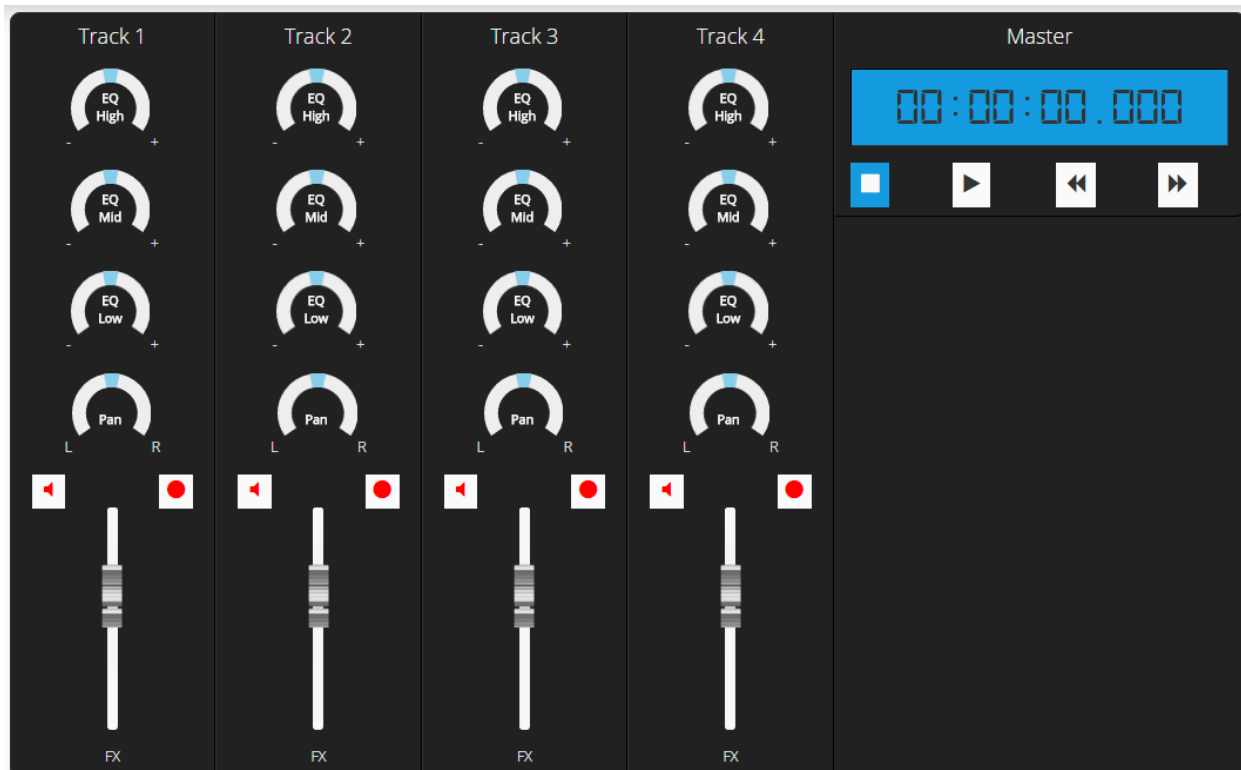 Track 1 Track 2 Track 3 Track 4 Master
EQ High EQ High EQ High EQ High
- + - + - + - +
00:00:00.000
EQ Mid EQ Mid EQ Mid EQ Mid
- + - + - + - +
EQ Low EQ Low EQ Low EQ Low
- + - + - + - +
Pan Pan Pan Pan
L R L R L R L R
FX FX FX FX